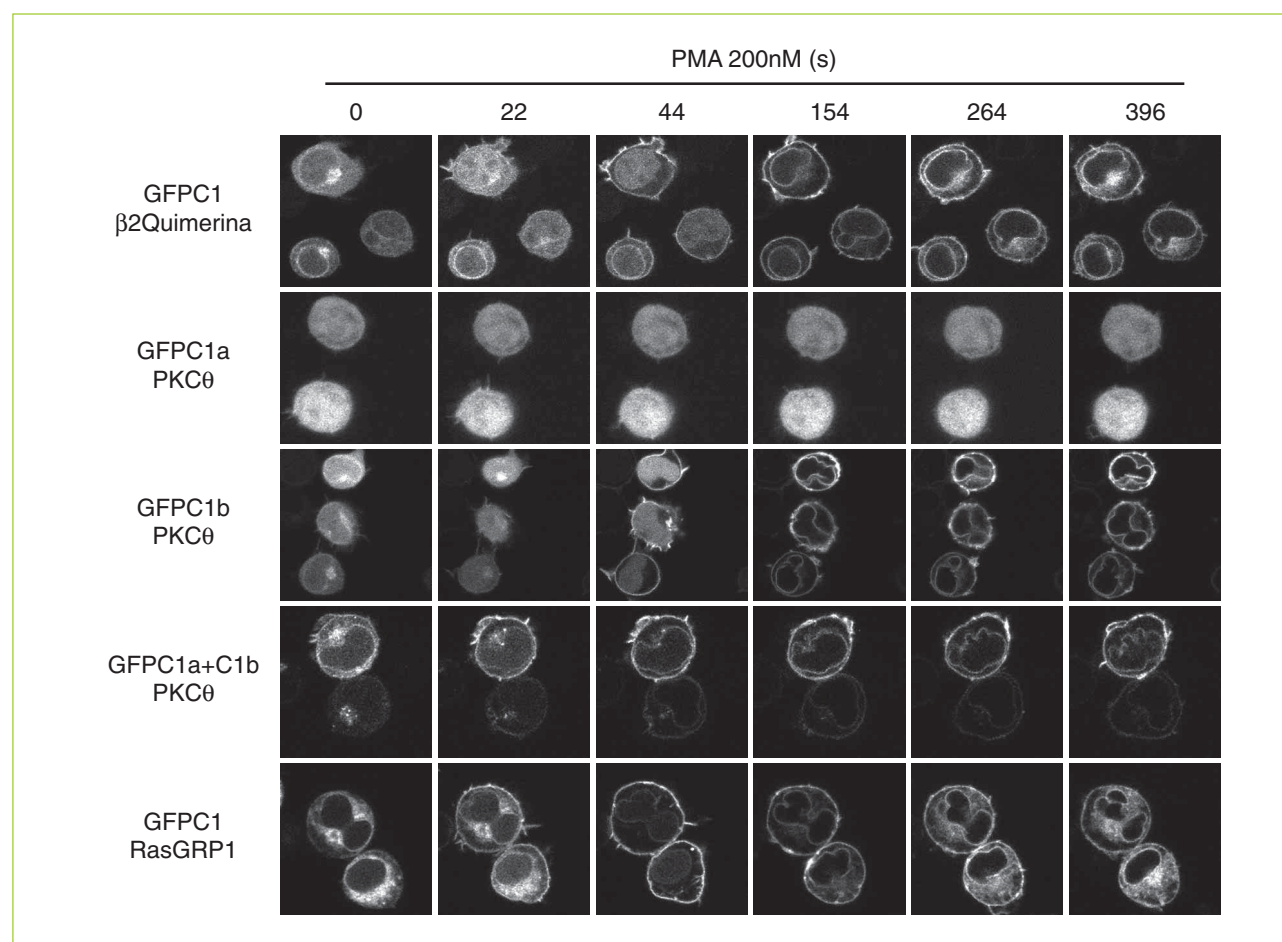 PMA 200nM (s)
0 22 44 154 264 396
GFPC1
β2Quimerina
GFPC1a
PKCθ
GFPC1b
PKCθ
GFPC1a+C1b
PKCθ
GFPC1
RasGRP1